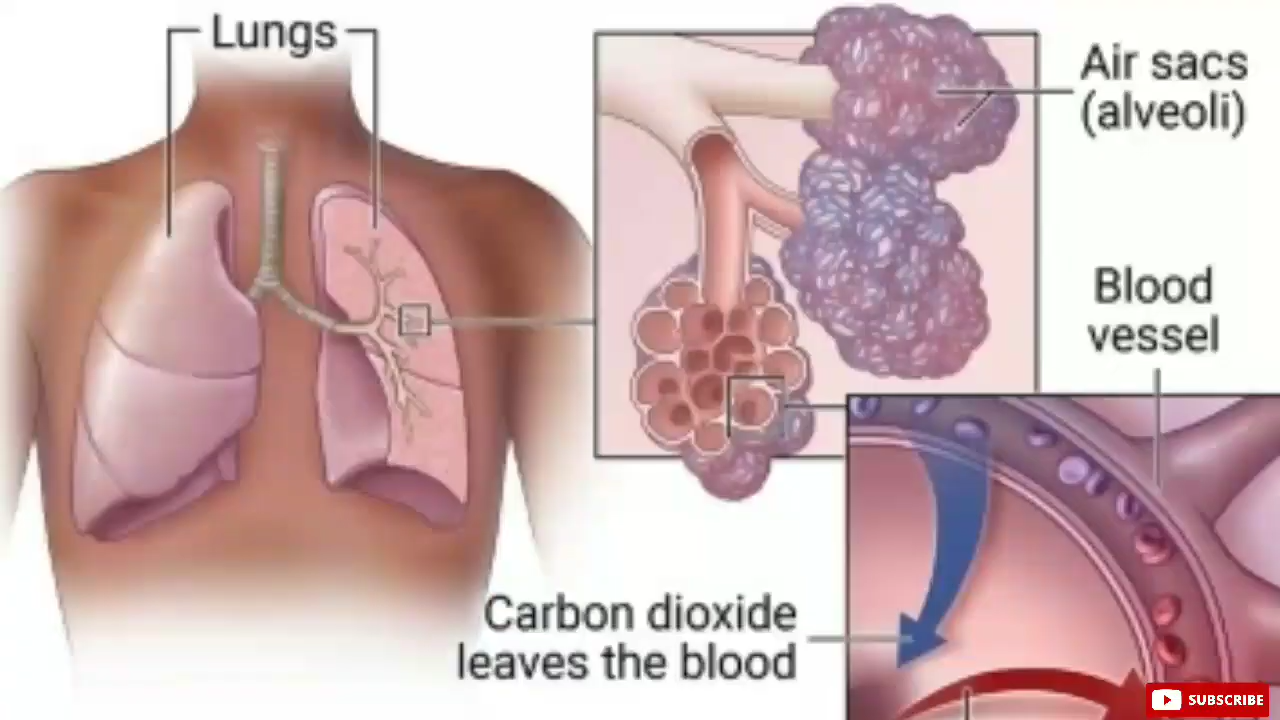 Lungs
Air sacs
(alveoli)
Blood
vessel
Carbon dioxide
leaves the blood
SUBSCRIBE